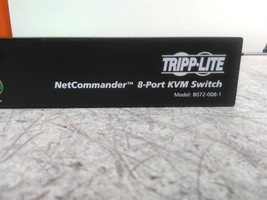 TRIPP·LITE
NetCommander™ 8-Port KVM Switch
Model: B072-008-1